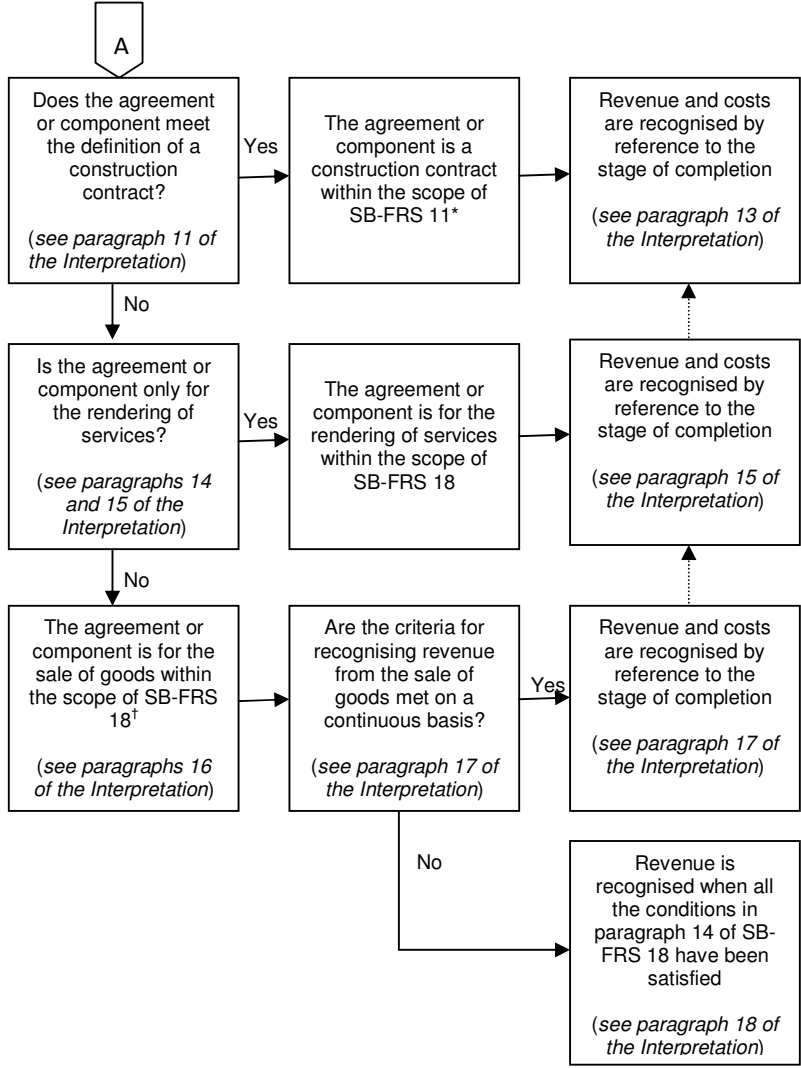 A
Does the agreement
or component meet
the definition of a
construction
contract?
(see paragraph 11 of
the Interpretation)
Yes
The agreement or
component is a
construction contract
within the scope of
SB-FRS 11*
Revenue and costs
are recognised by
reference to the
stage of completion
(see paragraph 13 of
the Interpretation)
No
Is the agreement or
component only for
the rendering of
services?
(see paragraphs 14
and 15 of the
Interpretation)
Yes
The agreement or
component is for the
rendering of services
within the scope of
SB-FRS 18
Revenue and costs
are recognised by
reference to the
stage of completion
(see paragraph 15 of
the Interpretation)
No
The agreement or
component is for the
sale of goods within
the scope of SB-FRS
18†
(see paragraphs 16
of the Interpretation)
Are the criteria for
recognising revenue
from the sale of
goods met on a
continuous basis?
(see paragraph 17 of
the Interpretation)
Yes
Revenue and costs
are recognised by
reference to the
stage of completion
(see paragraph 17 of
the Interpretation)
No
Revenue is
recognised when all
the conditions in
paragraph 14 of SB-
FRS 18 have been
satisfied
(see paragraph 18 of
the Interpretation)